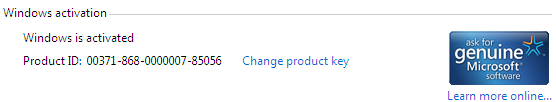 Windows activation
Windows is activated
Product ID: 00371-868-0000007-85056 Change product key
ask for
genuine
Microsoft
software
Learn more online...